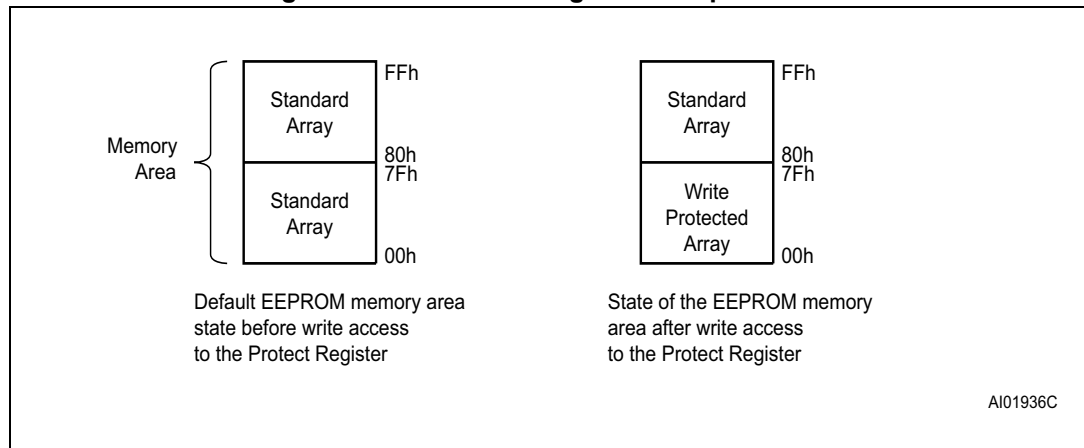 FFh
Standard
Array
Memory
Area
80h
7Fh
Standard
Array
00h
Default EEPROM memory area
state before write access
to the Protect Register
FFh
Standard
Array
80h
7Fh
Write
Protected
Array
00h
State of the EEPROM memory
area after write access
to the Protect Register
AI01936C